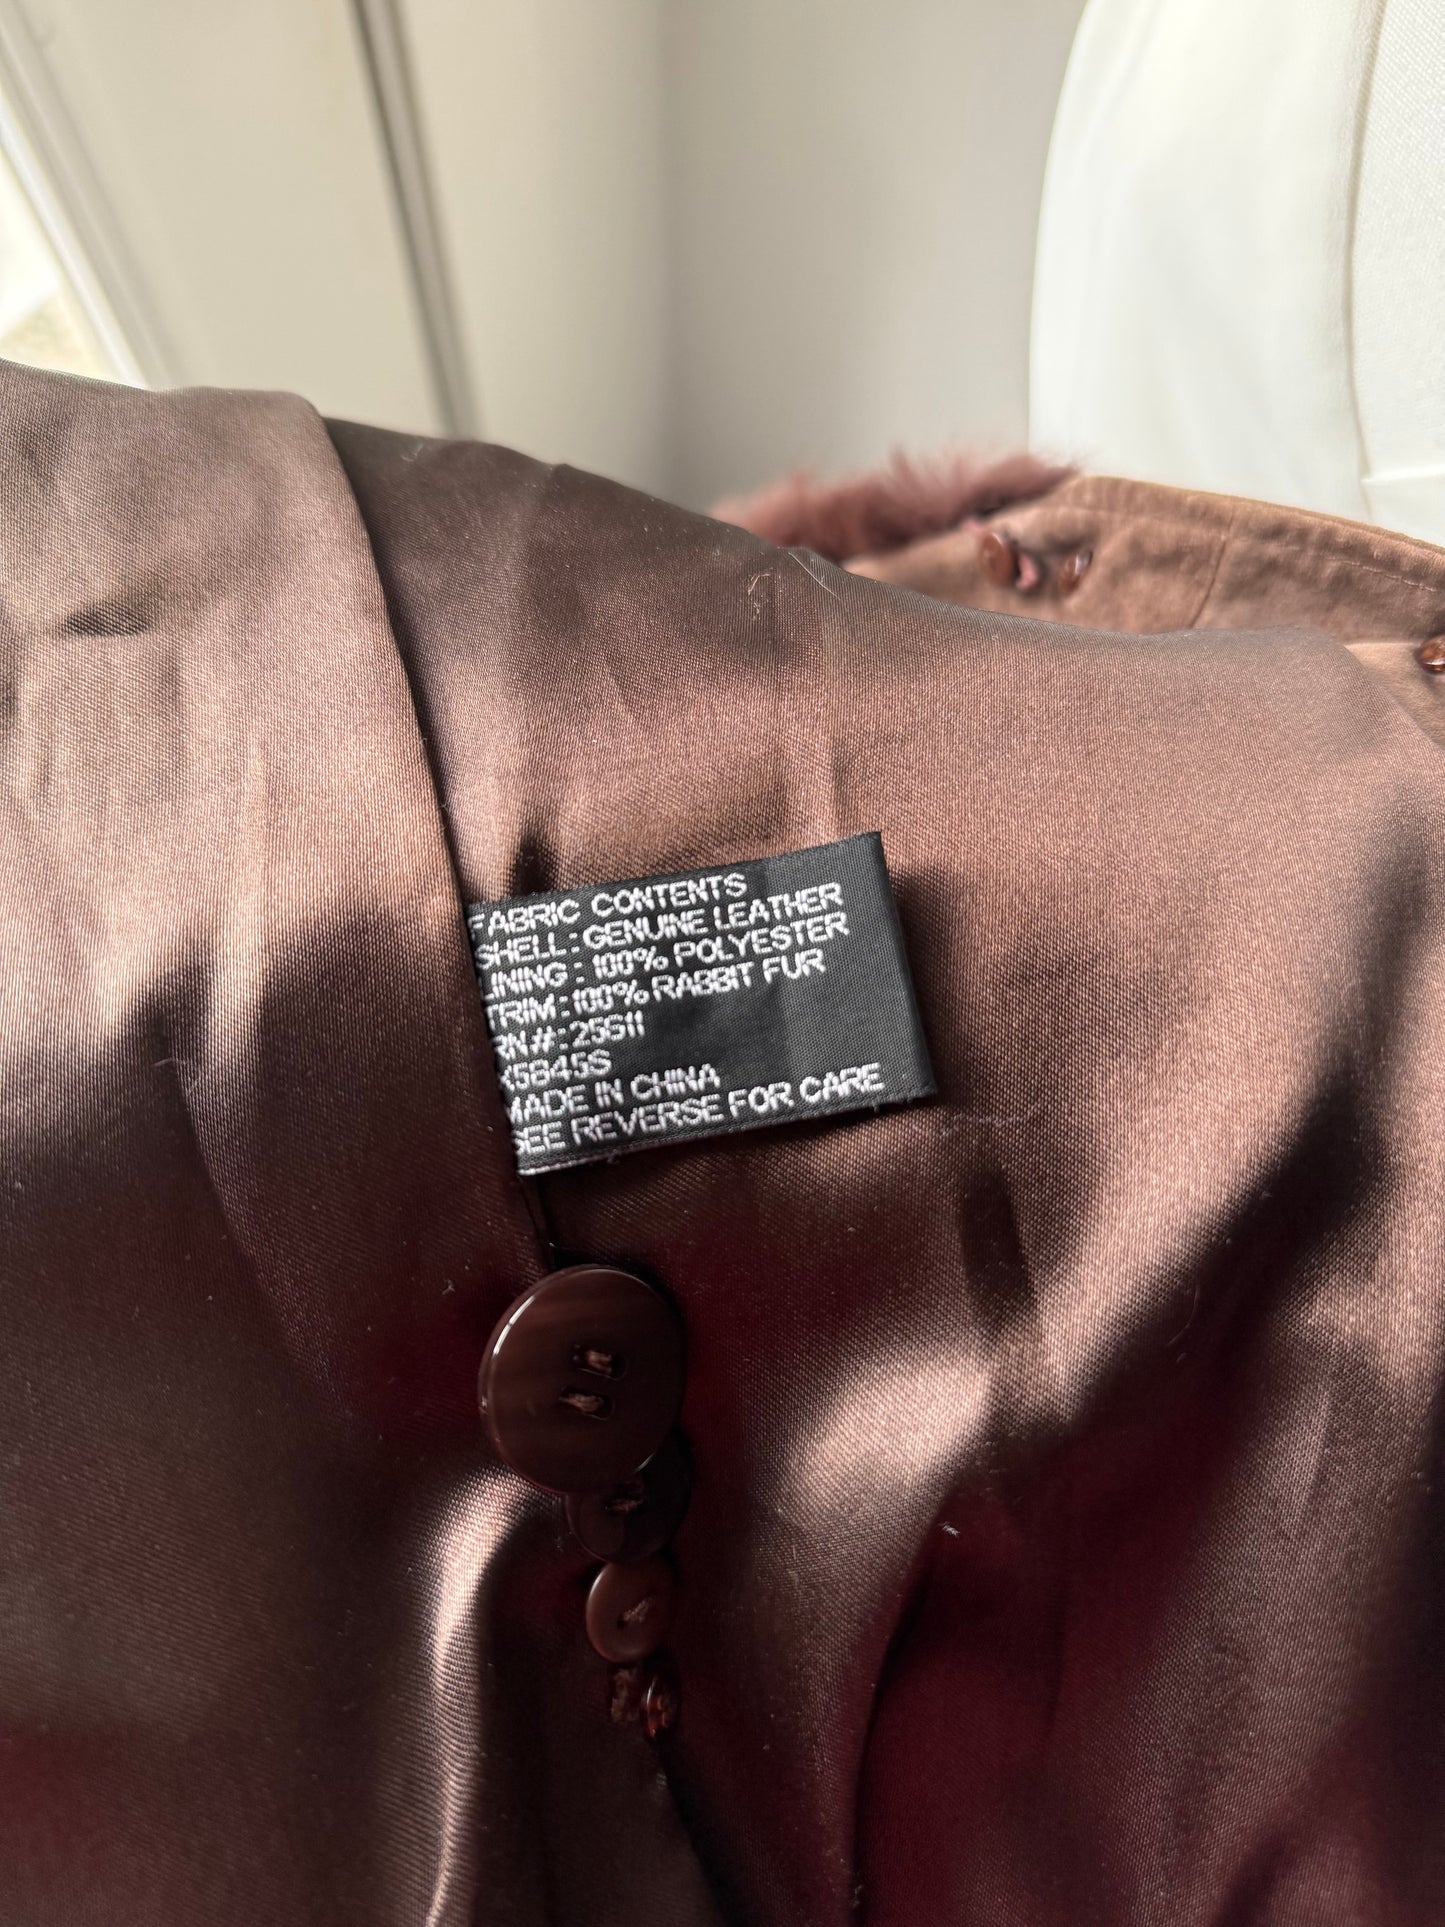 FABRIC CONTENTS
SHELL : GENUINE LEATHER
LINING : 100% POLYESTER
TRIM : 100% RABBIT FUR
RN# : 25611
K5845S
MADE IN CHINA
SEE REVERSE FOR CARE